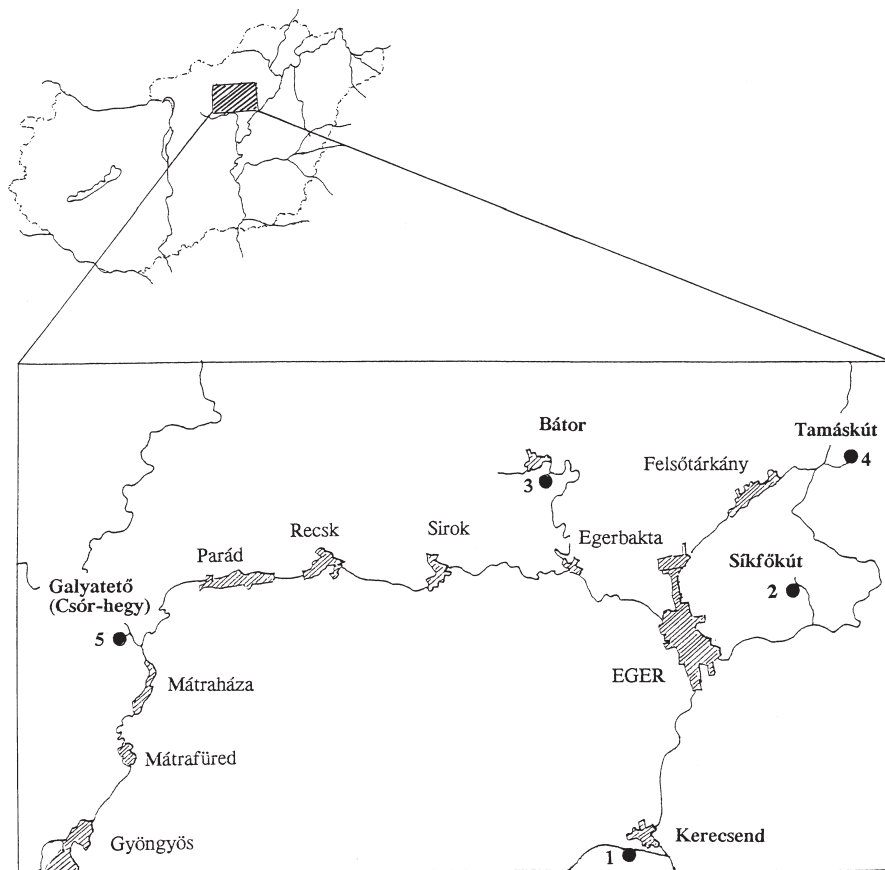 Bátor
3
Tamáskút
4
Felsőtárkány
Recsk
Sirok
Egerbakta
Parád
Síkfőkút
2
Galyatető
(Csór-hegy)
5
EGER
Mátraháza
Mátrafüred
Kerecsend
Gyöngyös
1